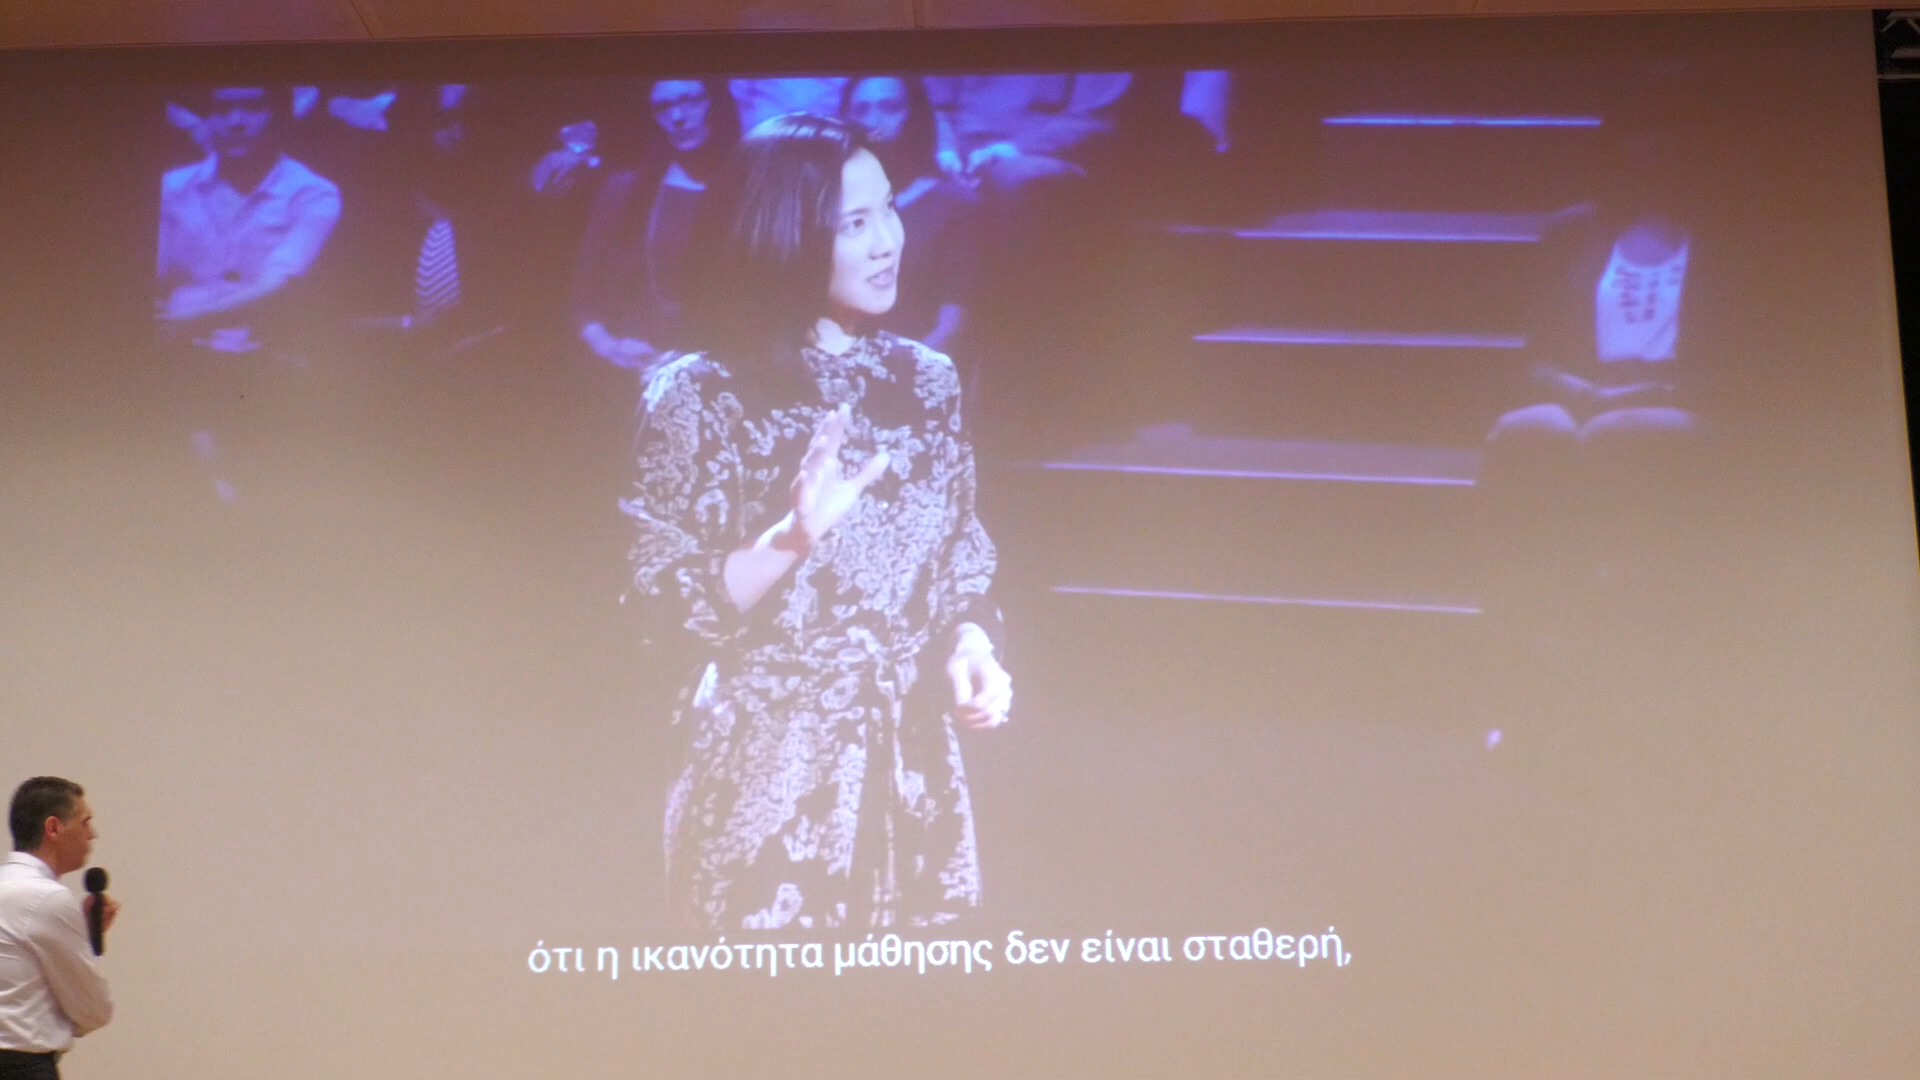 ότι η ικανότητα μάθησης δεν είναι σταθερή,